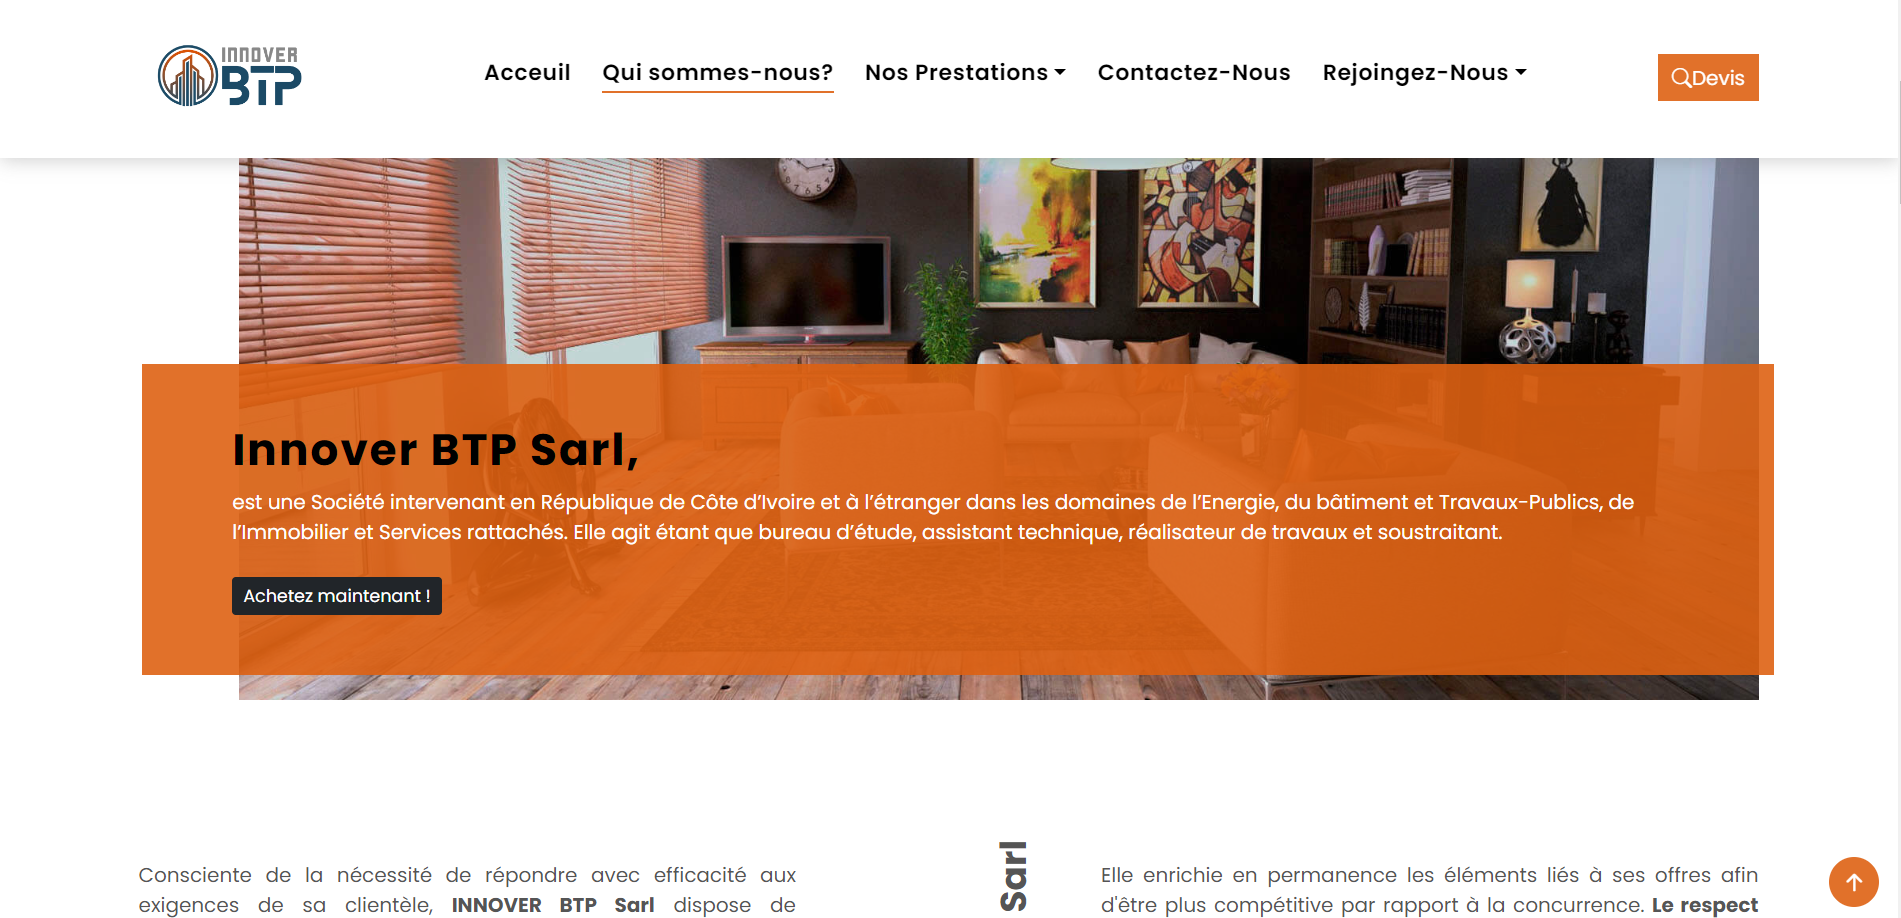 INNOVER
BTP
Acceuil
Qui sommes-nous?
Nos Prestations
Contactez-Nous
Rejoingez-Nous
Devis
Innover BTP Sarl,
est une Société intervenant en République de Côte d’Ivoire et à l’étranger dans les domaines de l’Energie, du bâtiment et Travaux-Publics, de
l’Immobilier et Services rattachés. Elle agit étant que bureau d’étude, assistant technique, réalisateur de travaux et soustraitant.
Achetez maintenant !
Consciente de la nécessité de répondre avec efficacité aux
exigences de sa clientèle, INNOVER BTP Sarl dispose de
Sarl
Elle enrichie en permanence les éléments liés à ses offres afin
d'être plus compétitive par rapport à la concurrence. Le respect